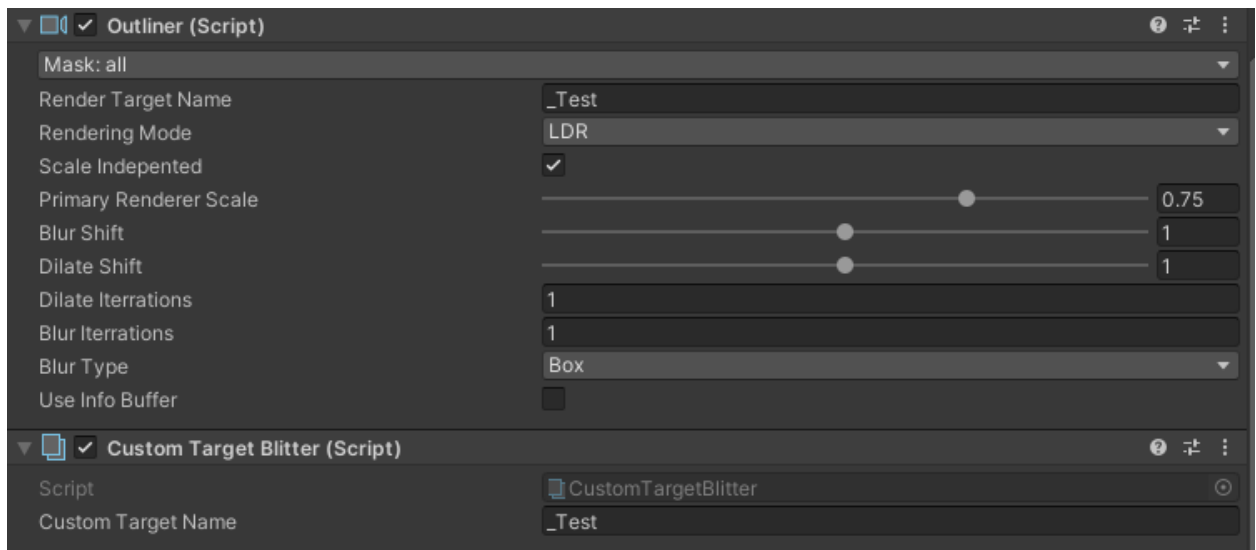 Outliner (Script)
Mask: all
Render Target Name _Test
Rendering Mode LDR
Scale Indepented
Primary Renderer Scale 0.75
Blur Shift 1
Dilate Shift 1
Dilate Iterrations 1
Blur Iterrations 1
Blur Type Box
Use Info Buffer
Custom Target Blitter (Script)
Script CustomTargetBlitter
Custom Target Name _Test